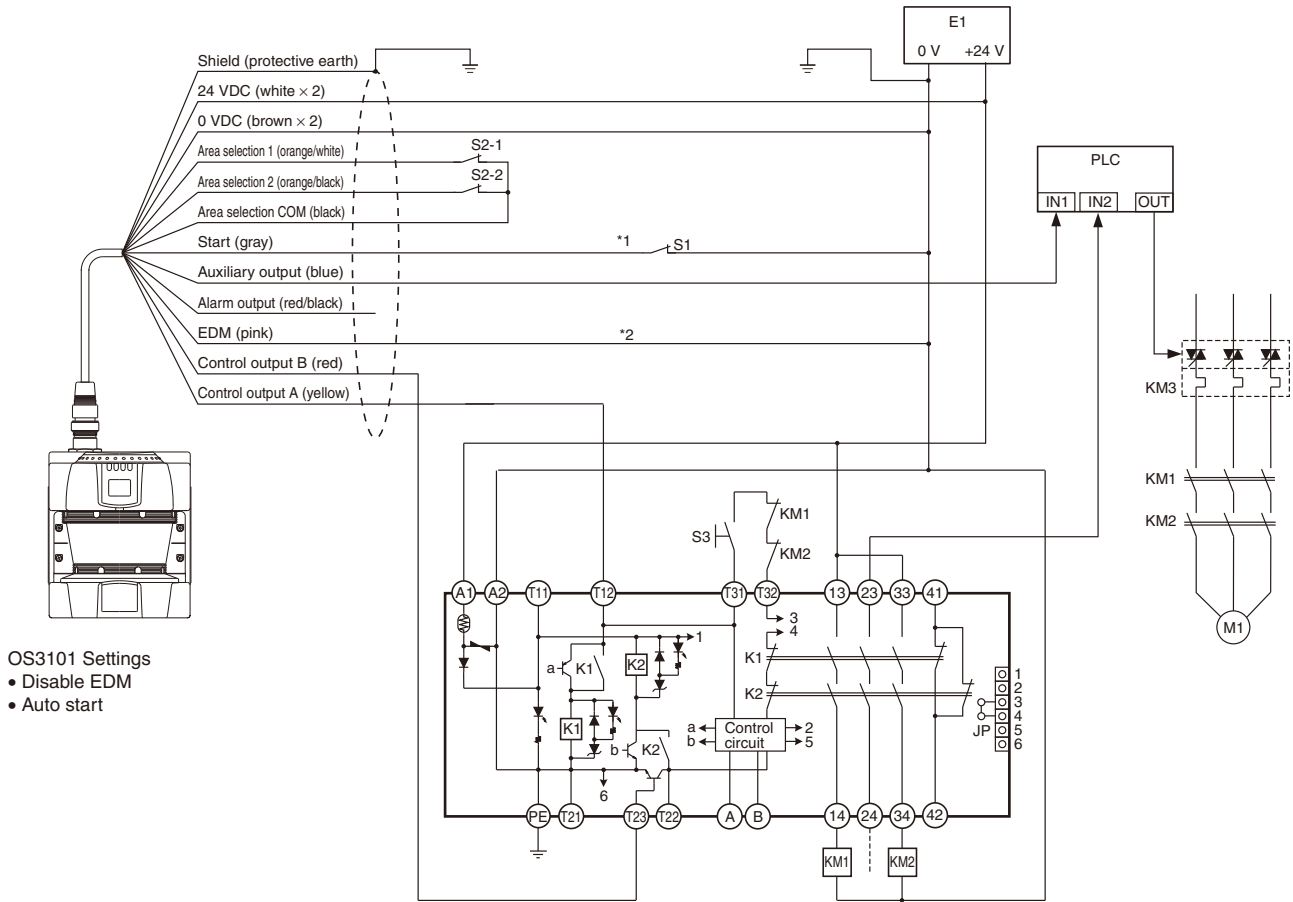 E1
0 V +24 V
Shield (protective earth)
24 VDC (white × 2)
0 VDC (brown × 2)
Area selection 1 (orange/white)
S2-1
Area selection 2 (orange/black)
S2-2
Area selection COM (black)
Start (gray)
*1
S1
Auxiliary output (blue)
Alarm output (red/black)
EDM (pink)
*2
Control output B (red)
Control output A (yellow)
PLC
IN1 IN2 OUT
KM3
KM1
KM2
M1
S3
KM1
KM2
A1 A2 T11 T12 T31 T32 13 23 33 41
3
4
1
a K1
K2
K1
K2
K1
b K2
a
b
Control
circuit
2
5
6
JP
1
2
3
4
5
6
PE T21 T23 T22 A B 14 24 34 42
KM1 KM2
OS3101 Settings
• Disable EDM
• Auto start